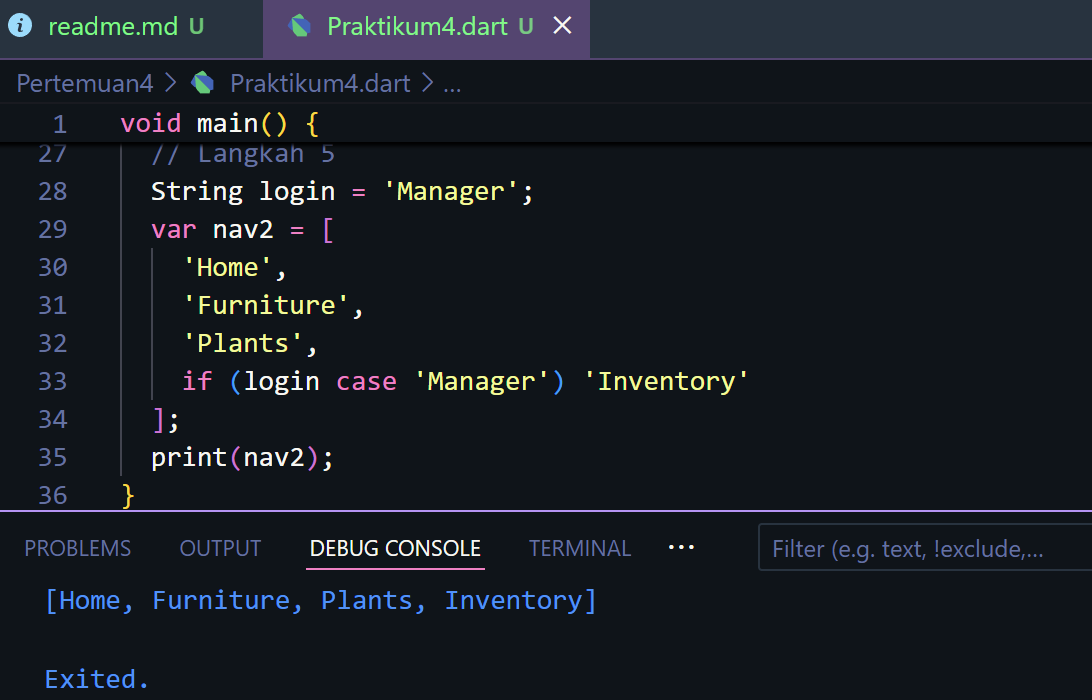 readme.md U Praktikum4.dart U
Pertemuan4 > Praktikum4.dart > ...
1 void main() {
27 // Langkah 5
28 String login = 'Manager';
29 var nav2 = [
30 'Home',
31 'Furniture',
32 'Plants',
33 if (login case 'Manager') 'Inventory'
34 ];
35 print(nav2);
36 }
PROBLEMS OUTPUT DEBUG CONSOLE TERMINAL ... Filter (e.g. text, !exclude,...
[Home, Furniture, Plants, Inventory]
Exited.